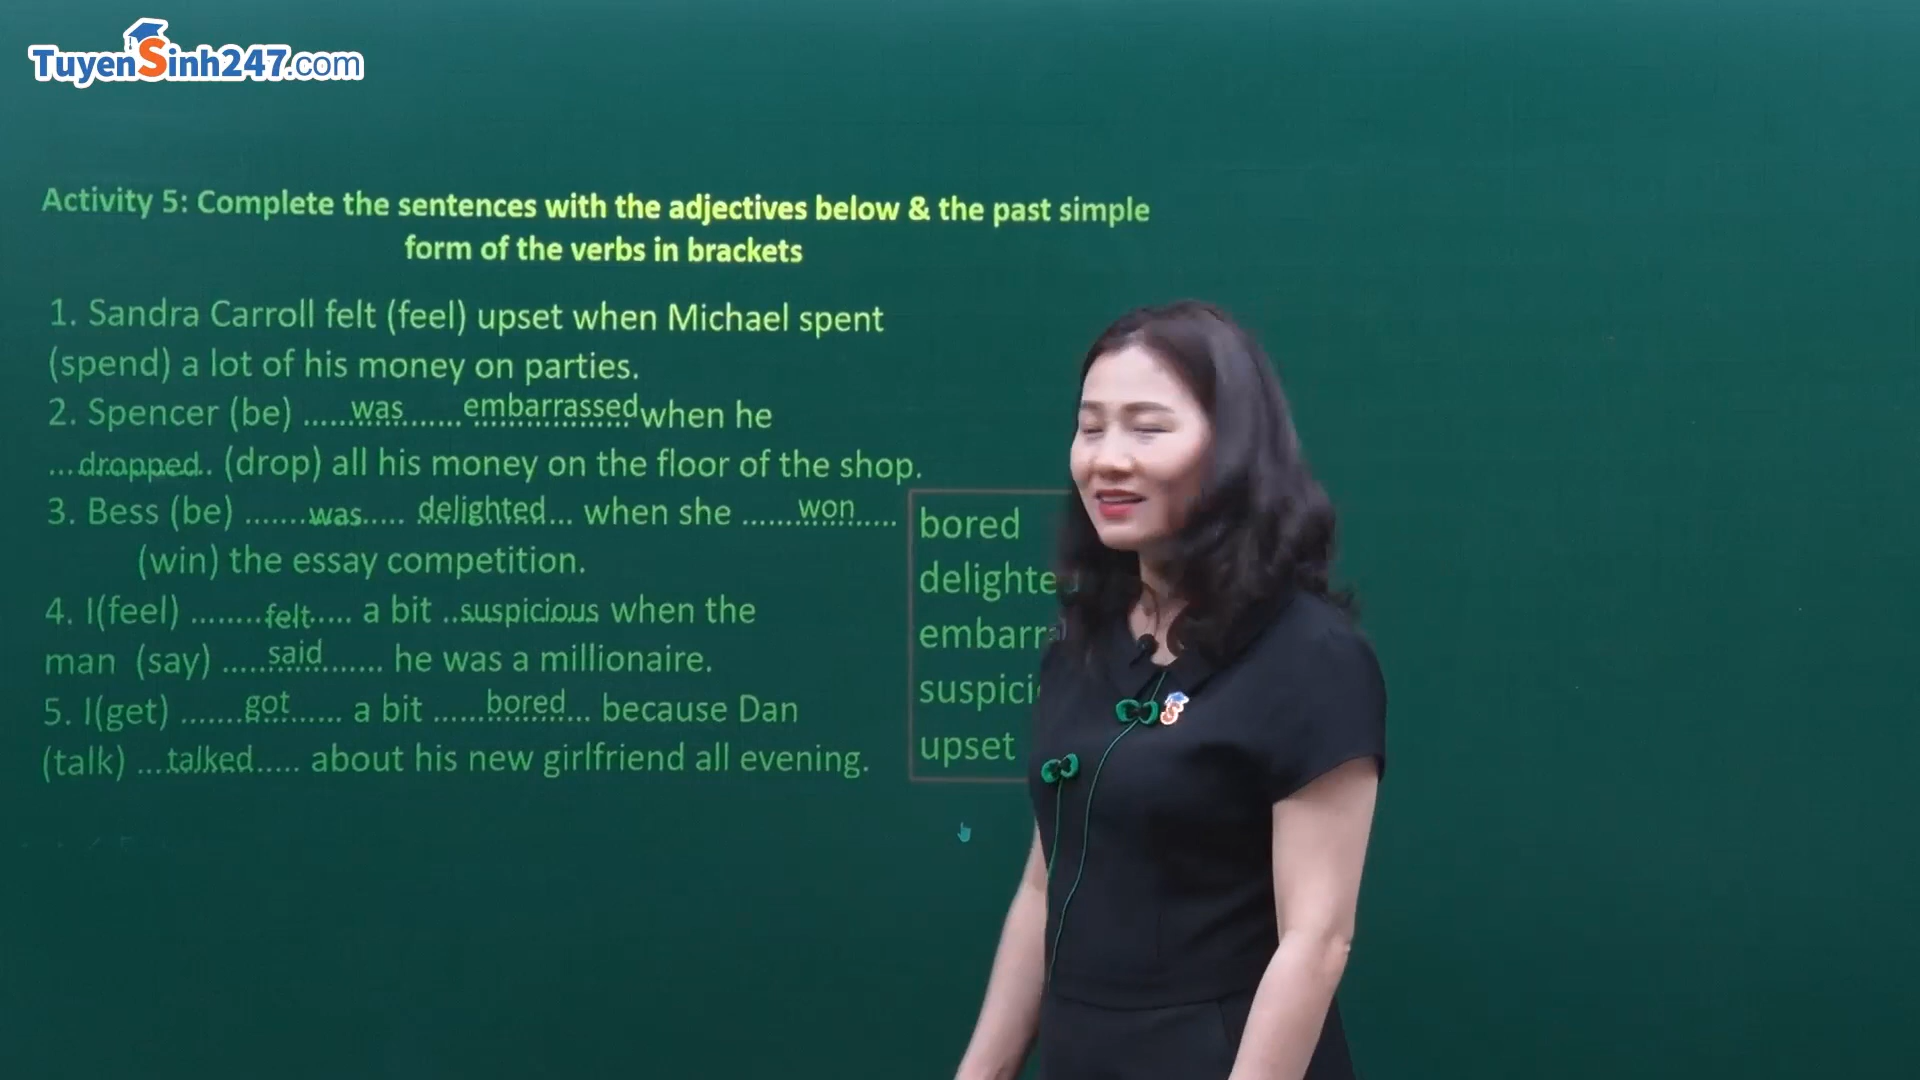 TuyenSinh247.com
Activity 5: Complete the sentences with the adjectives below & the past simple
form of the verbs in brackets
1. Sandra Carroll felt (feel) upset when Michael spent
(spend) a lot of his money on parties.
2. Spencer (be) ......was....... embarrassed when he
...dropped.. (drop) all his money on the floor of the shop.
3. Bess (be) .......was..... delighted... when she ......won.....
(win) the essay competition.
4. I(feel) ........felt..... a bit ..suspicious when the
man (say) .....said....... he was a millionaire.
5. I(get) .......got...... a bit ......bored... because Dan
(talk) ....talked..... about his new girlfriend all evening.
bored
delighte
embarr
suspici
upset